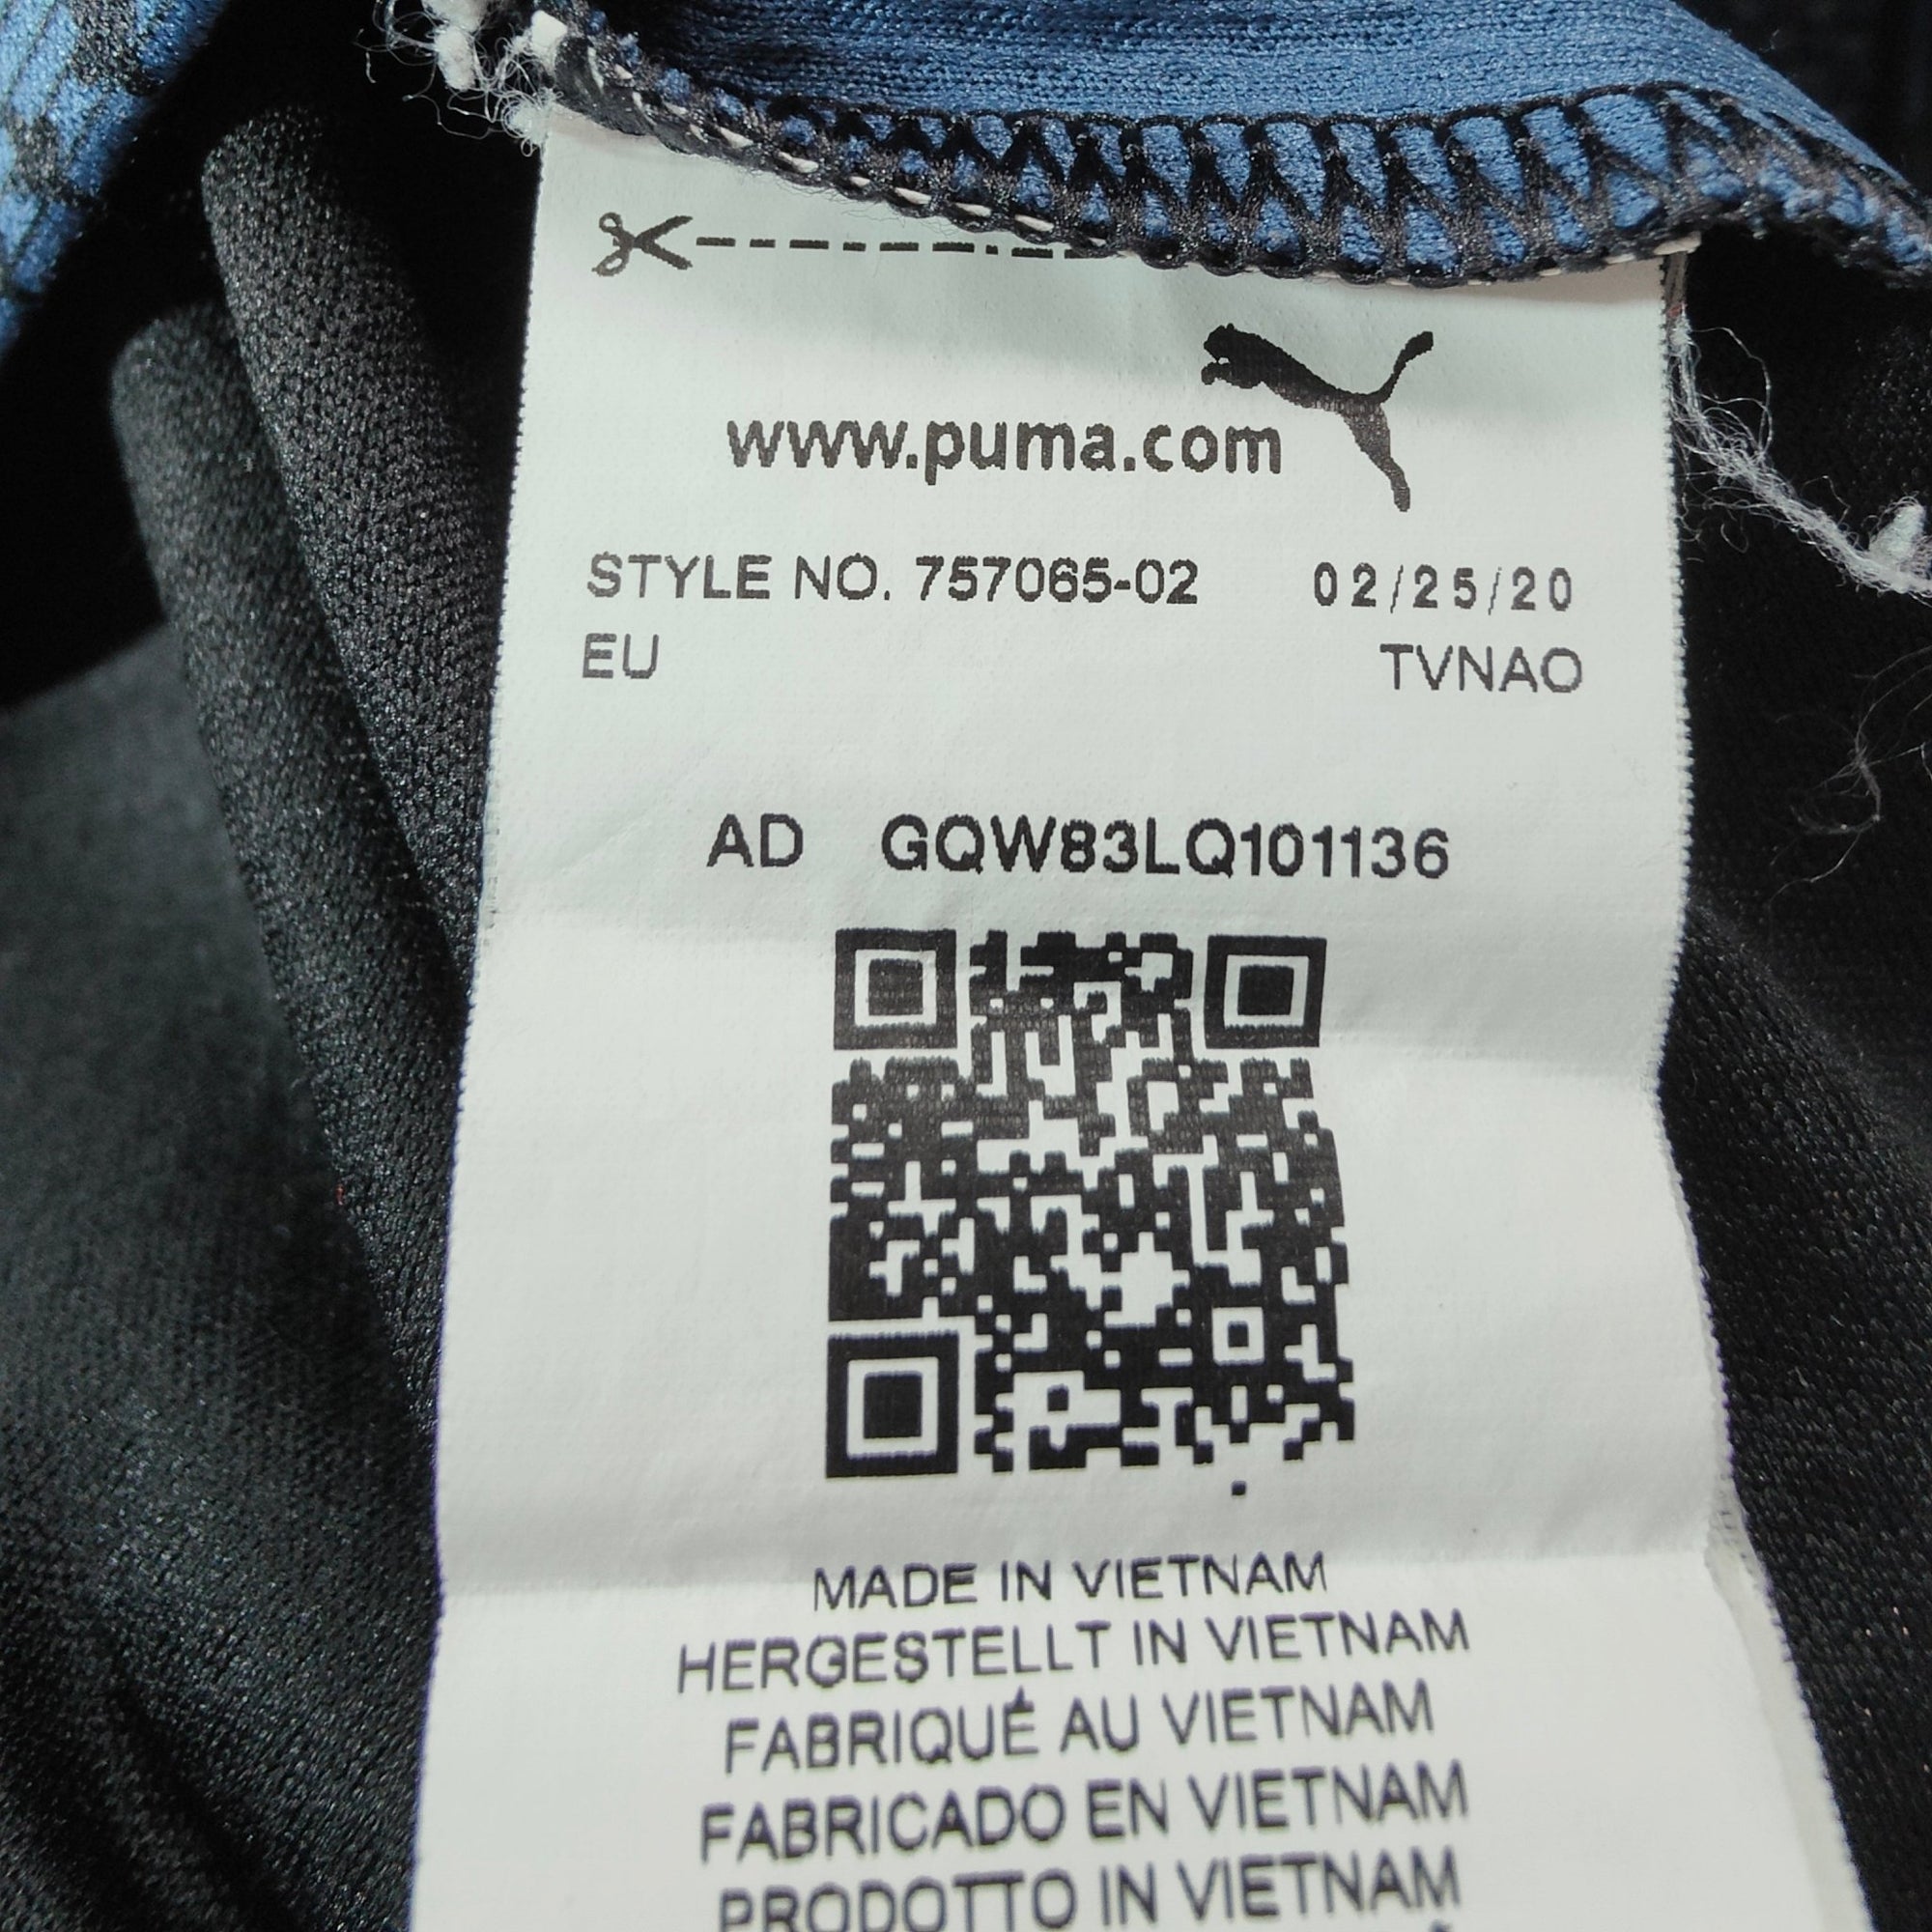 www.puma.com
STYLE NO. 757065-02 02/25/20
EU TVNAO
AD GQW83LQ101136
MADE IN VIETNAM
HERGESTELLT IN VIETNAM
FABRIQUÉ AU VIETNAM
FABRICADO EN VIETNAM
PRODOTTO IN VIETNAM